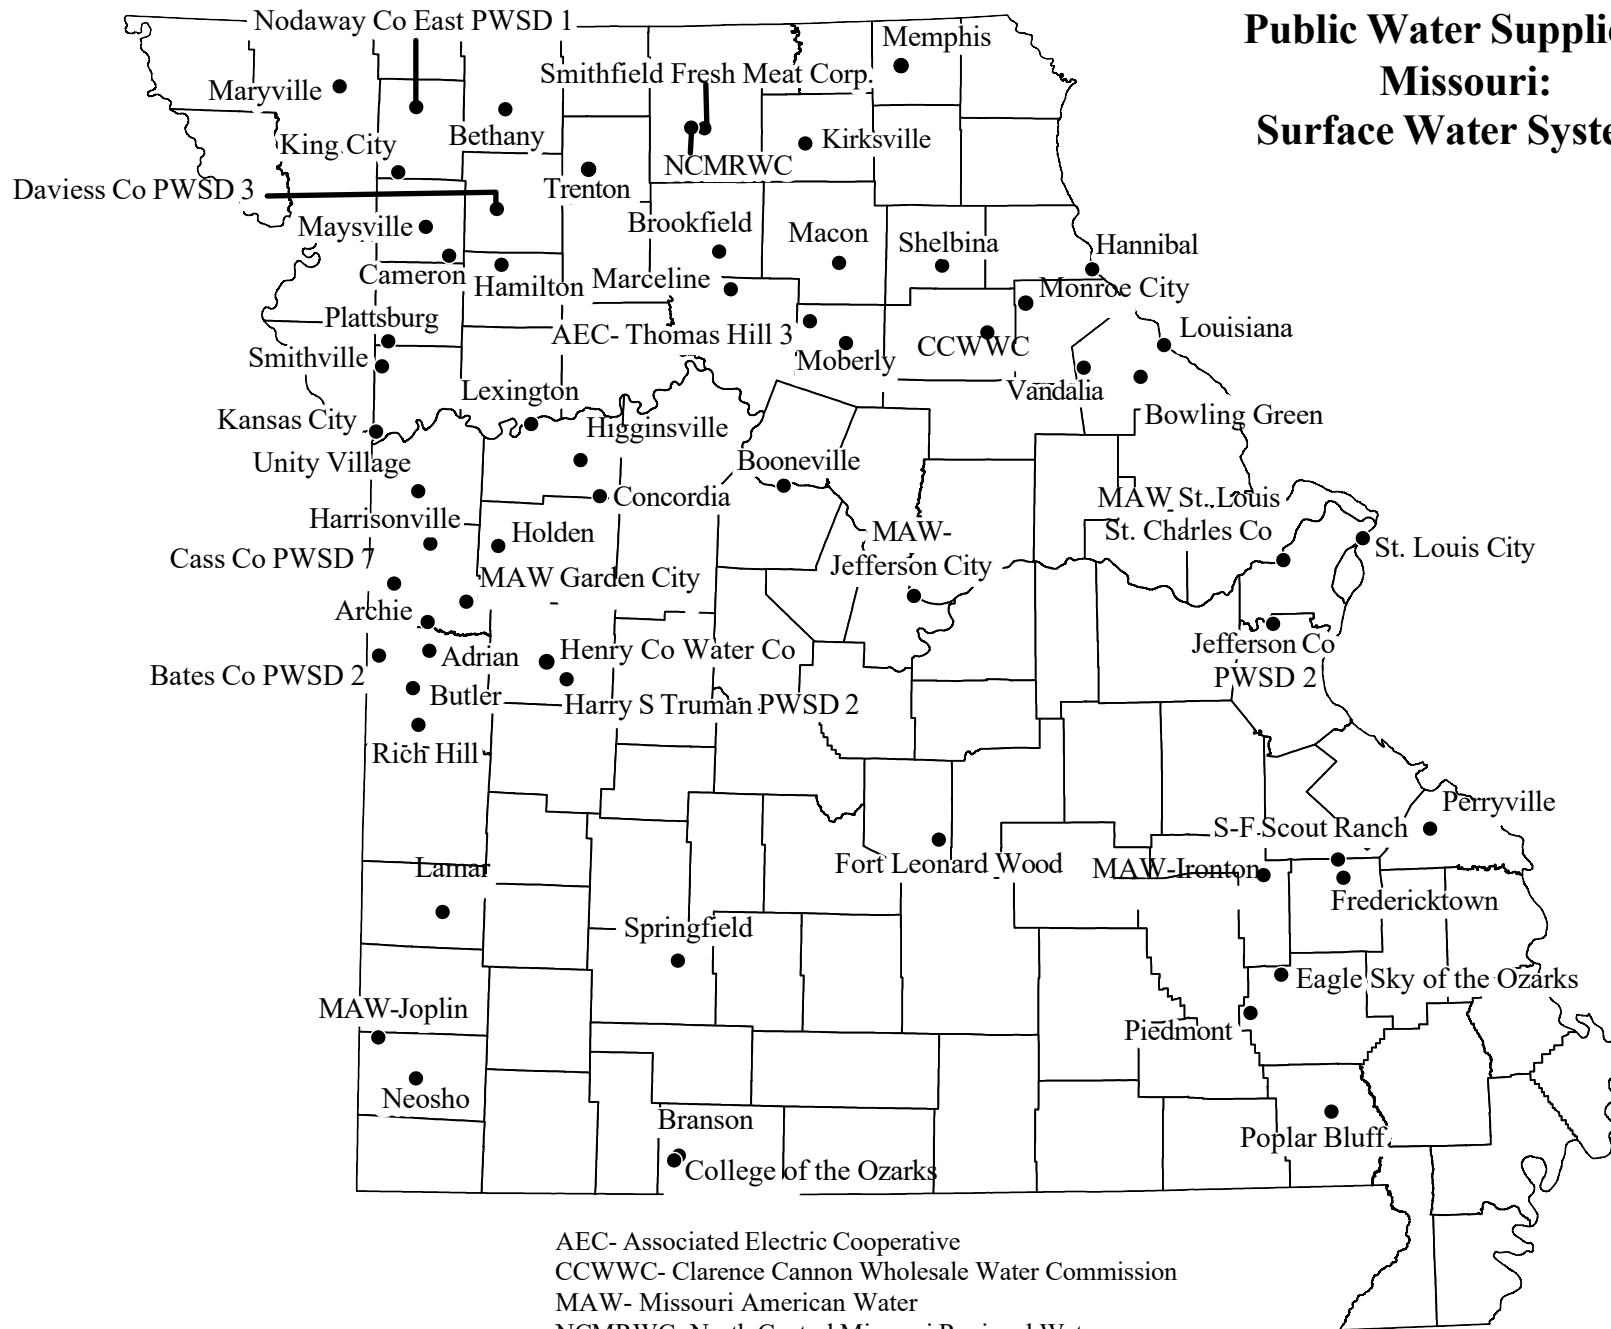 Nodaway Co East PWSD 1
Public Water Supplie
Missouri:
Surface Water Syste
Memphis
Smithfield Fresh Meat Corp.
Maryville
Bethany
Kirksville
King City
NCMRWC
Daviess Co PWSD 3
Trenton
Maysville
Brookfield
Macon
Shelbina
Hannibal
Cameron
Hamilton
Marceline
Monroe City
Plattsburg
AEC- Thomas Hill 3
Louisiana
Smithville
Moberly
CCWWC
Vandalia
Lexington
Kansas City
Higginsville
Bowling Green
Unity Village
Booneville
Concordia
MAW St. Louis
St. Charles Co
Harrisonville
Holden
MAW-
Jefferson City
St. Louis City
Cass Co PWSD 7
MAW Garden City
Archie
Jefferson Co
PWSD 2
Adrian
Henry Co Water Co
Bates Co PWSD 2
Butler
Harry S Truman PWSD 2
Rich Hill
Perryville
S-F Scout Ranch
Lamar
Fort Leonard Wood
MAW-Ironton
Fredericktown
Springfield
Eagle Sky of the Ozarks
MAW-Joplin
Piedmont
Neosho
Branson
Poplar Bluff
College of the Ozarks
AEC- Associated Electric Cooperative
CCWWC- Clarence Cannon Wholesale Water Commission
MAW- Missouri American Water
NCMRWC- North Central Missouri Regional Wat